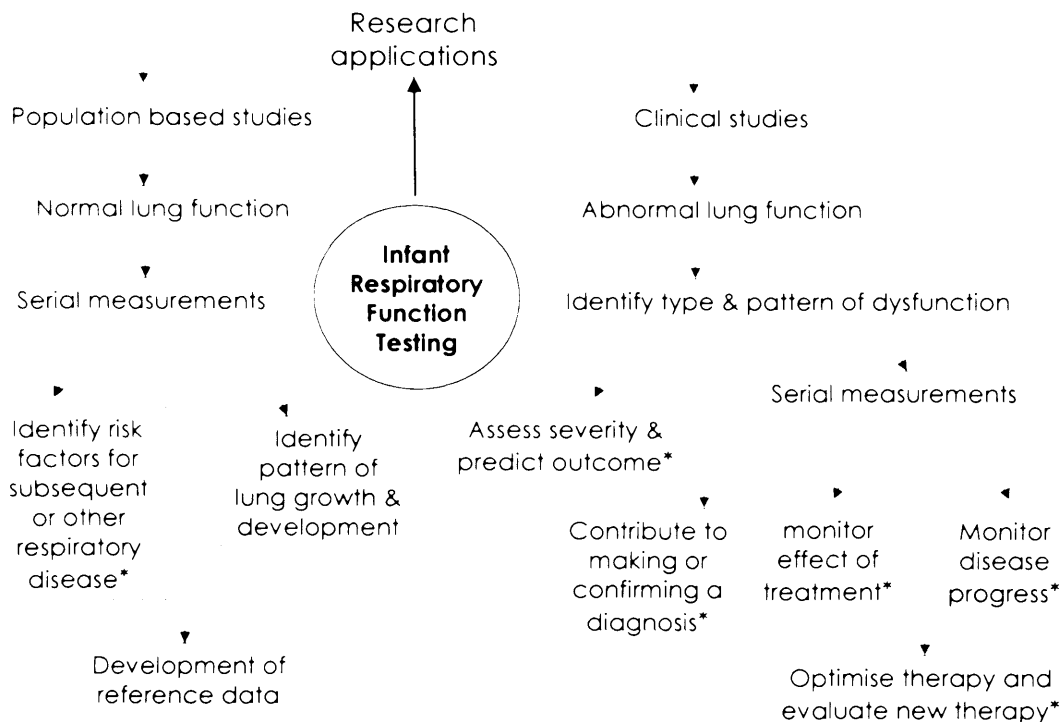 Research
applications
Population based studies
Clinical studies
Normal lung function
Abnormal lung function
Infant
Respiratory
Function
Testing
Serial measurements
Identify type & pattern of dysfunction
Serial measurements
Identify risk
factors for
subsequent
or other
respiratory
disease*
Identify
pattern of
lung growth &
development
Assess severity &
predict outcome*
Contribute to
making or
confirming a
diagnosis*
monitor
effect of
treatment*
Monitor
disease
progress*
Development of
reference data
Optimise therapy and
evaluate new therapy*